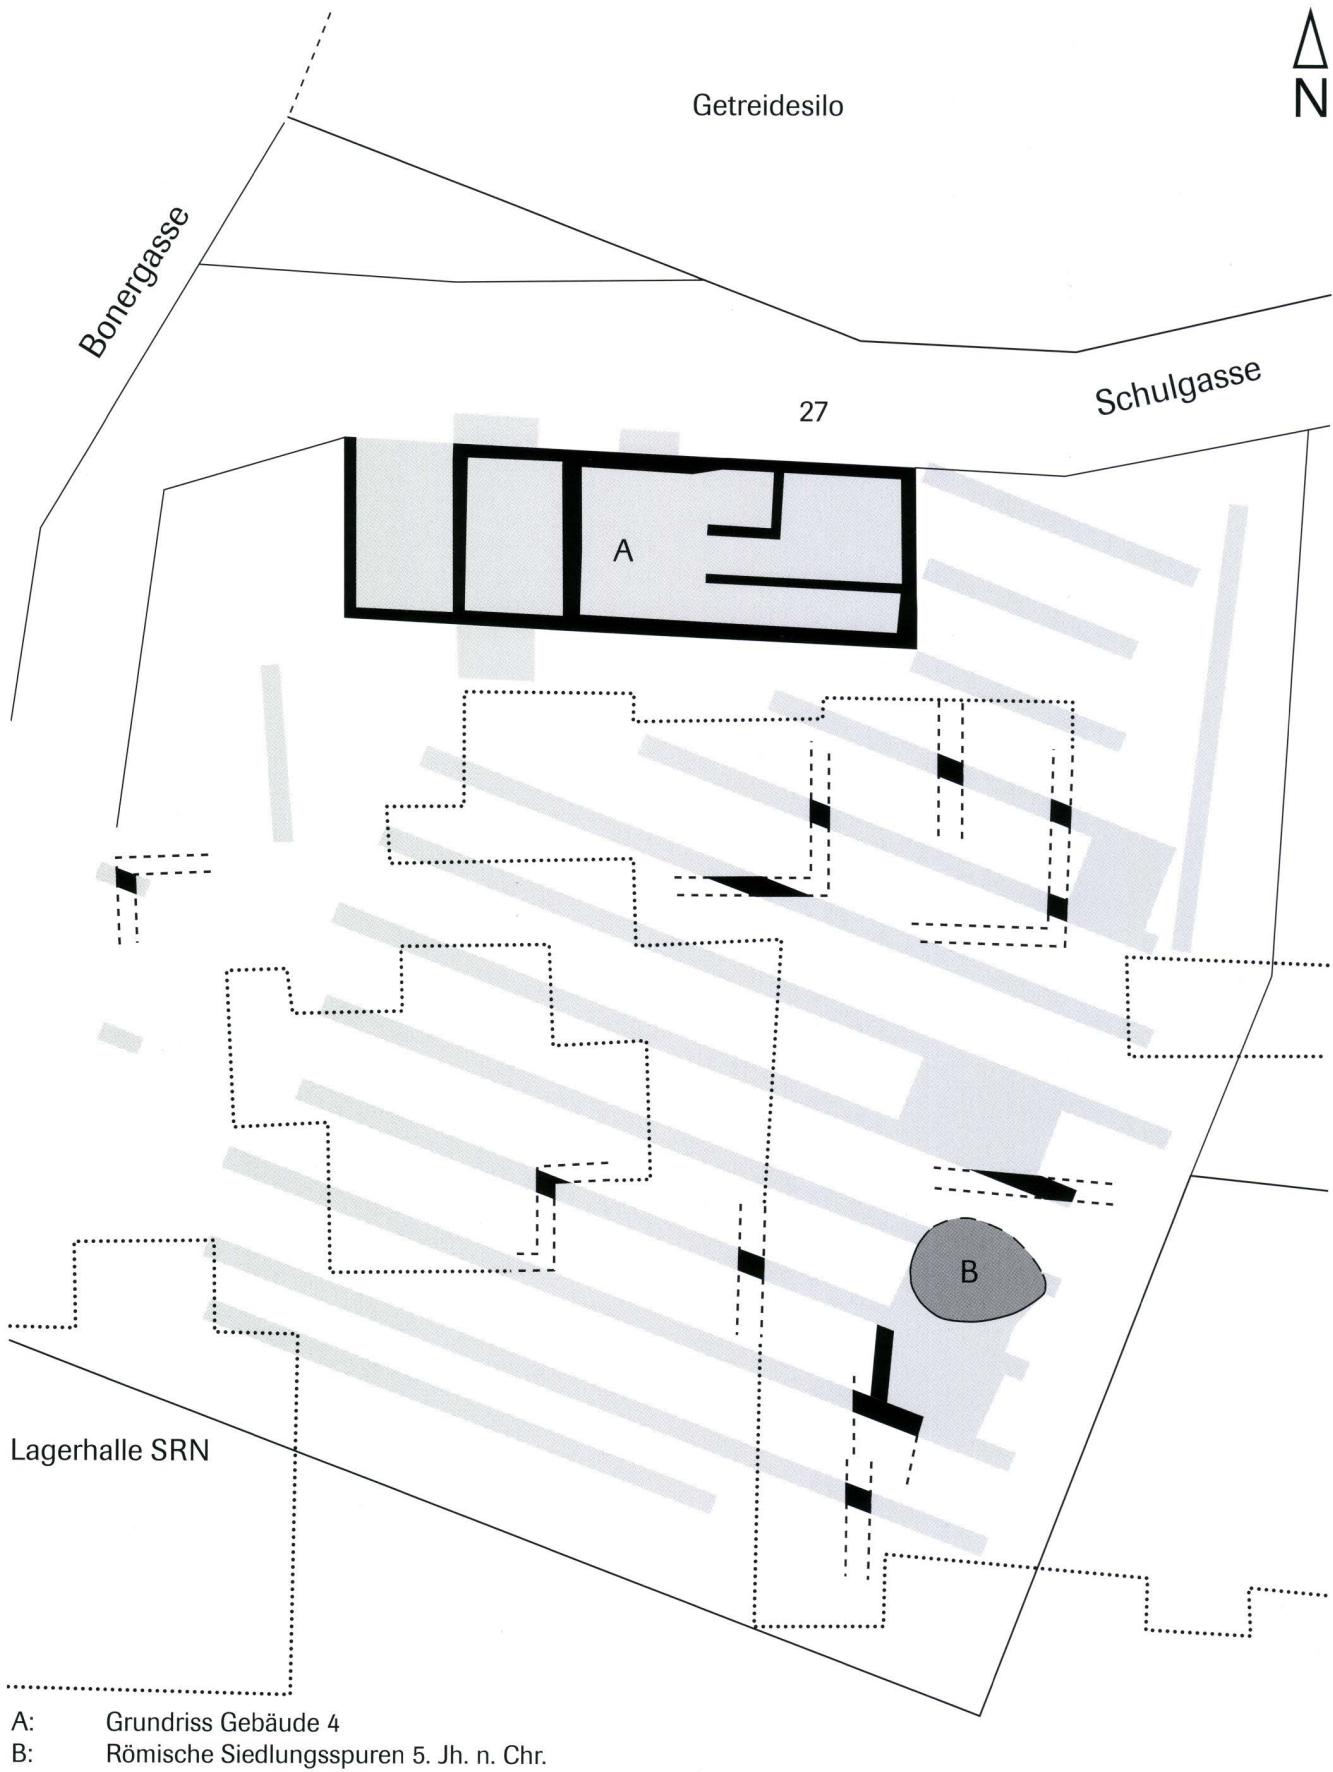 Getreidesilo
N
Bonergasse
Schulgasse
27
A
B
Lagerhalle SRN
A: Grundriss Gebäude 4
B: Römische Siedlungsspuren 5. Jh. n. Chr.